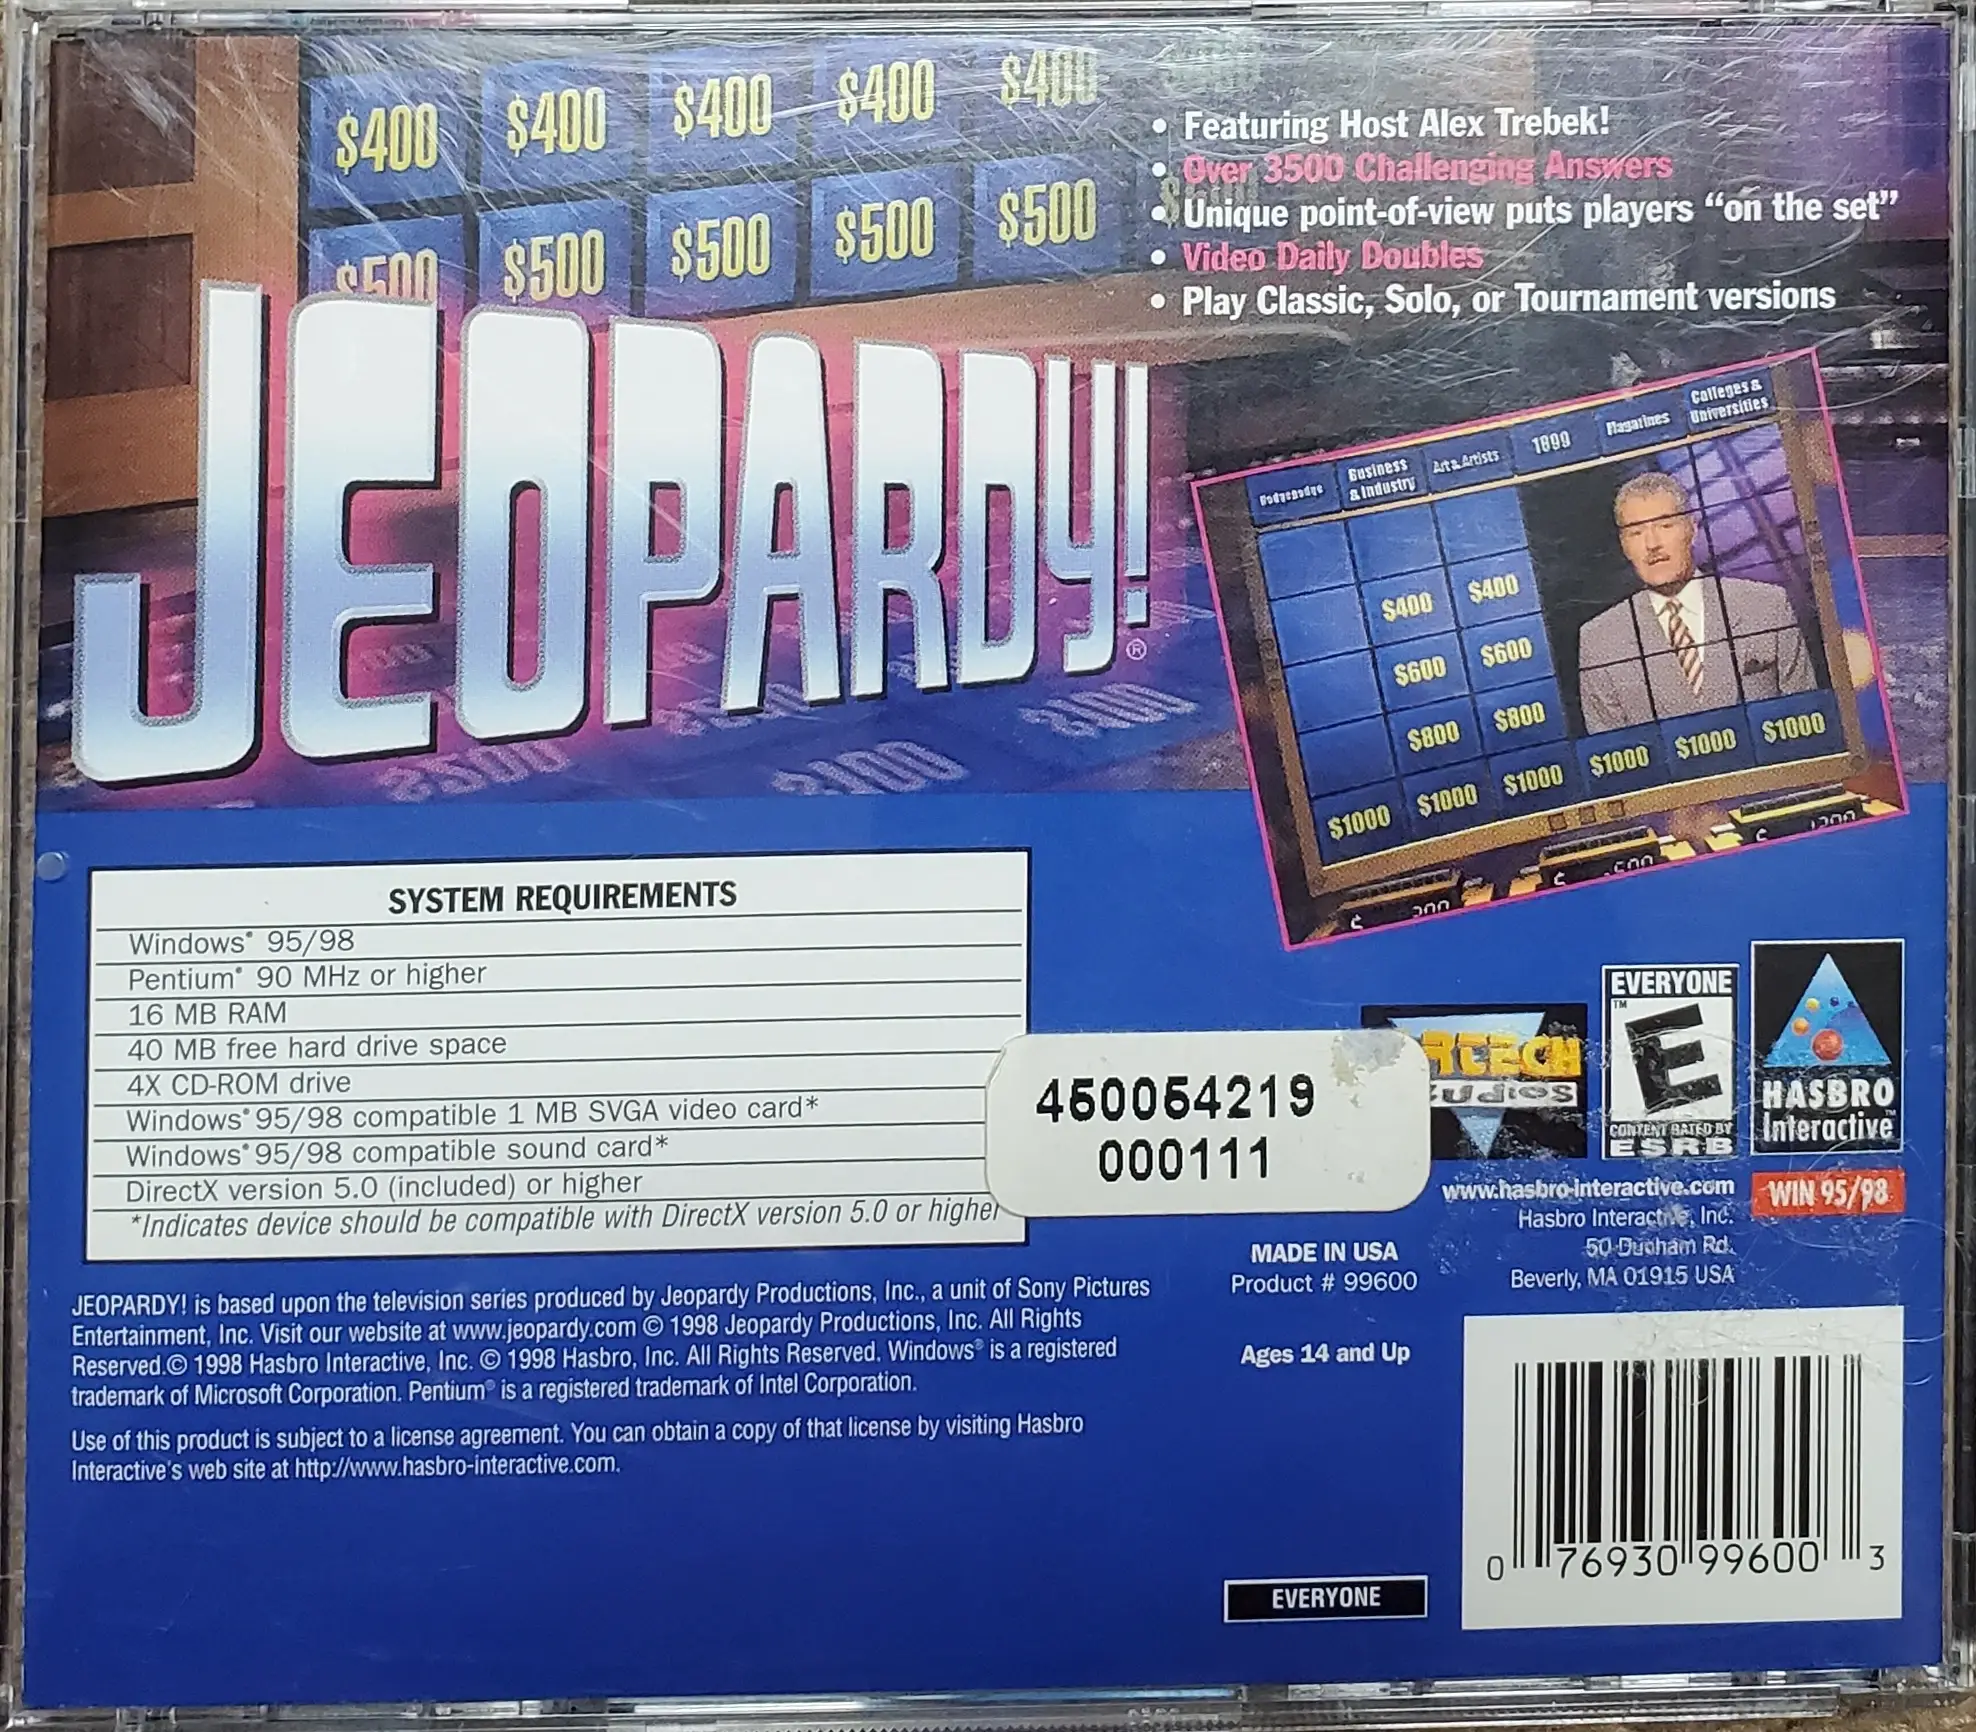 $400 $400 $400 $400 $400
$500 $500 $500 $500 $500
• Featuring Host Alex Trebek!
• Over 3500 Challenging Answers
• Unique point-of-view puts players “on the set”
• Video Daily Doubles
• Play Classic, Solo, or Tournament versions
JEOPARDY!®
Hodgepodge
Business
& Industry
Art & Artists
1899
Magazines
Colleges &
Universities
$400 $400
$600 $600
$800 $800
$1000 $1000 $1000 $1000 $1000 $1000
SYSTEM REQUIREMENTS
Windows® 95/98
Pentium® 90 MHz or higher
16 MB RAM
40 MB free hard drive space
4X CD-ROM drive
Windows® 95/98 compatible 1 MB SVGA video card*
Windows® 95/98 compatible sound card*
DirectX version 5.0 (included) or higher
*Indicates device should be compatible with DirectX version 5.0 or higher
450054219
000111
EVERYONE
E
TM
CONTENT RATED BY
ESRB
HASBRO
Interactive™
www.hasbro-interactive.com
WIN 95/98
Hasbro Interactive, Inc.
50 Dunham Rd.
Beverly, MA 01915 USA
MADE IN USA
Product # 99600
Ages 14 and Up
JEOPARDY! is based upon the television series produced by Jeopardy Productions, Inc., a unit of Sony Pictures
Entertainment, Inc. Visit our website at www.jeopardy.com © 1998 Jeopardy Productions, Inc. All Rights
Reserved.© 1998 Hasbro Interactive, Inc. © 1998 Hasbro, Inc. All Rights Reserved. Windows® is a registered
trademark of Microsoft Corporation. Pentium® is a registered trademark of Intel Corporation.
Use of this product is subject to a license agreement. You can obtain a copy of that license by visiting Hasbro
Interactive's web site at http://www.hasbro-interactive.com.
EVERYONE
0 76930 99600 3